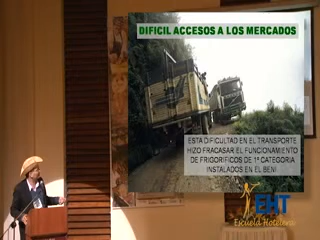 DIFICIL ACCESOS A LOS MERCADOS
ESTA DIFICULTAD EN EL TRANSPORTE
HIZO FRACASAR EL FUNCIONAMIENTO
DE FRIGORIFICOS DE 1ª CATEGORIA
INSTALADOS EN EL BENI
EHT
Escuela Hotelera